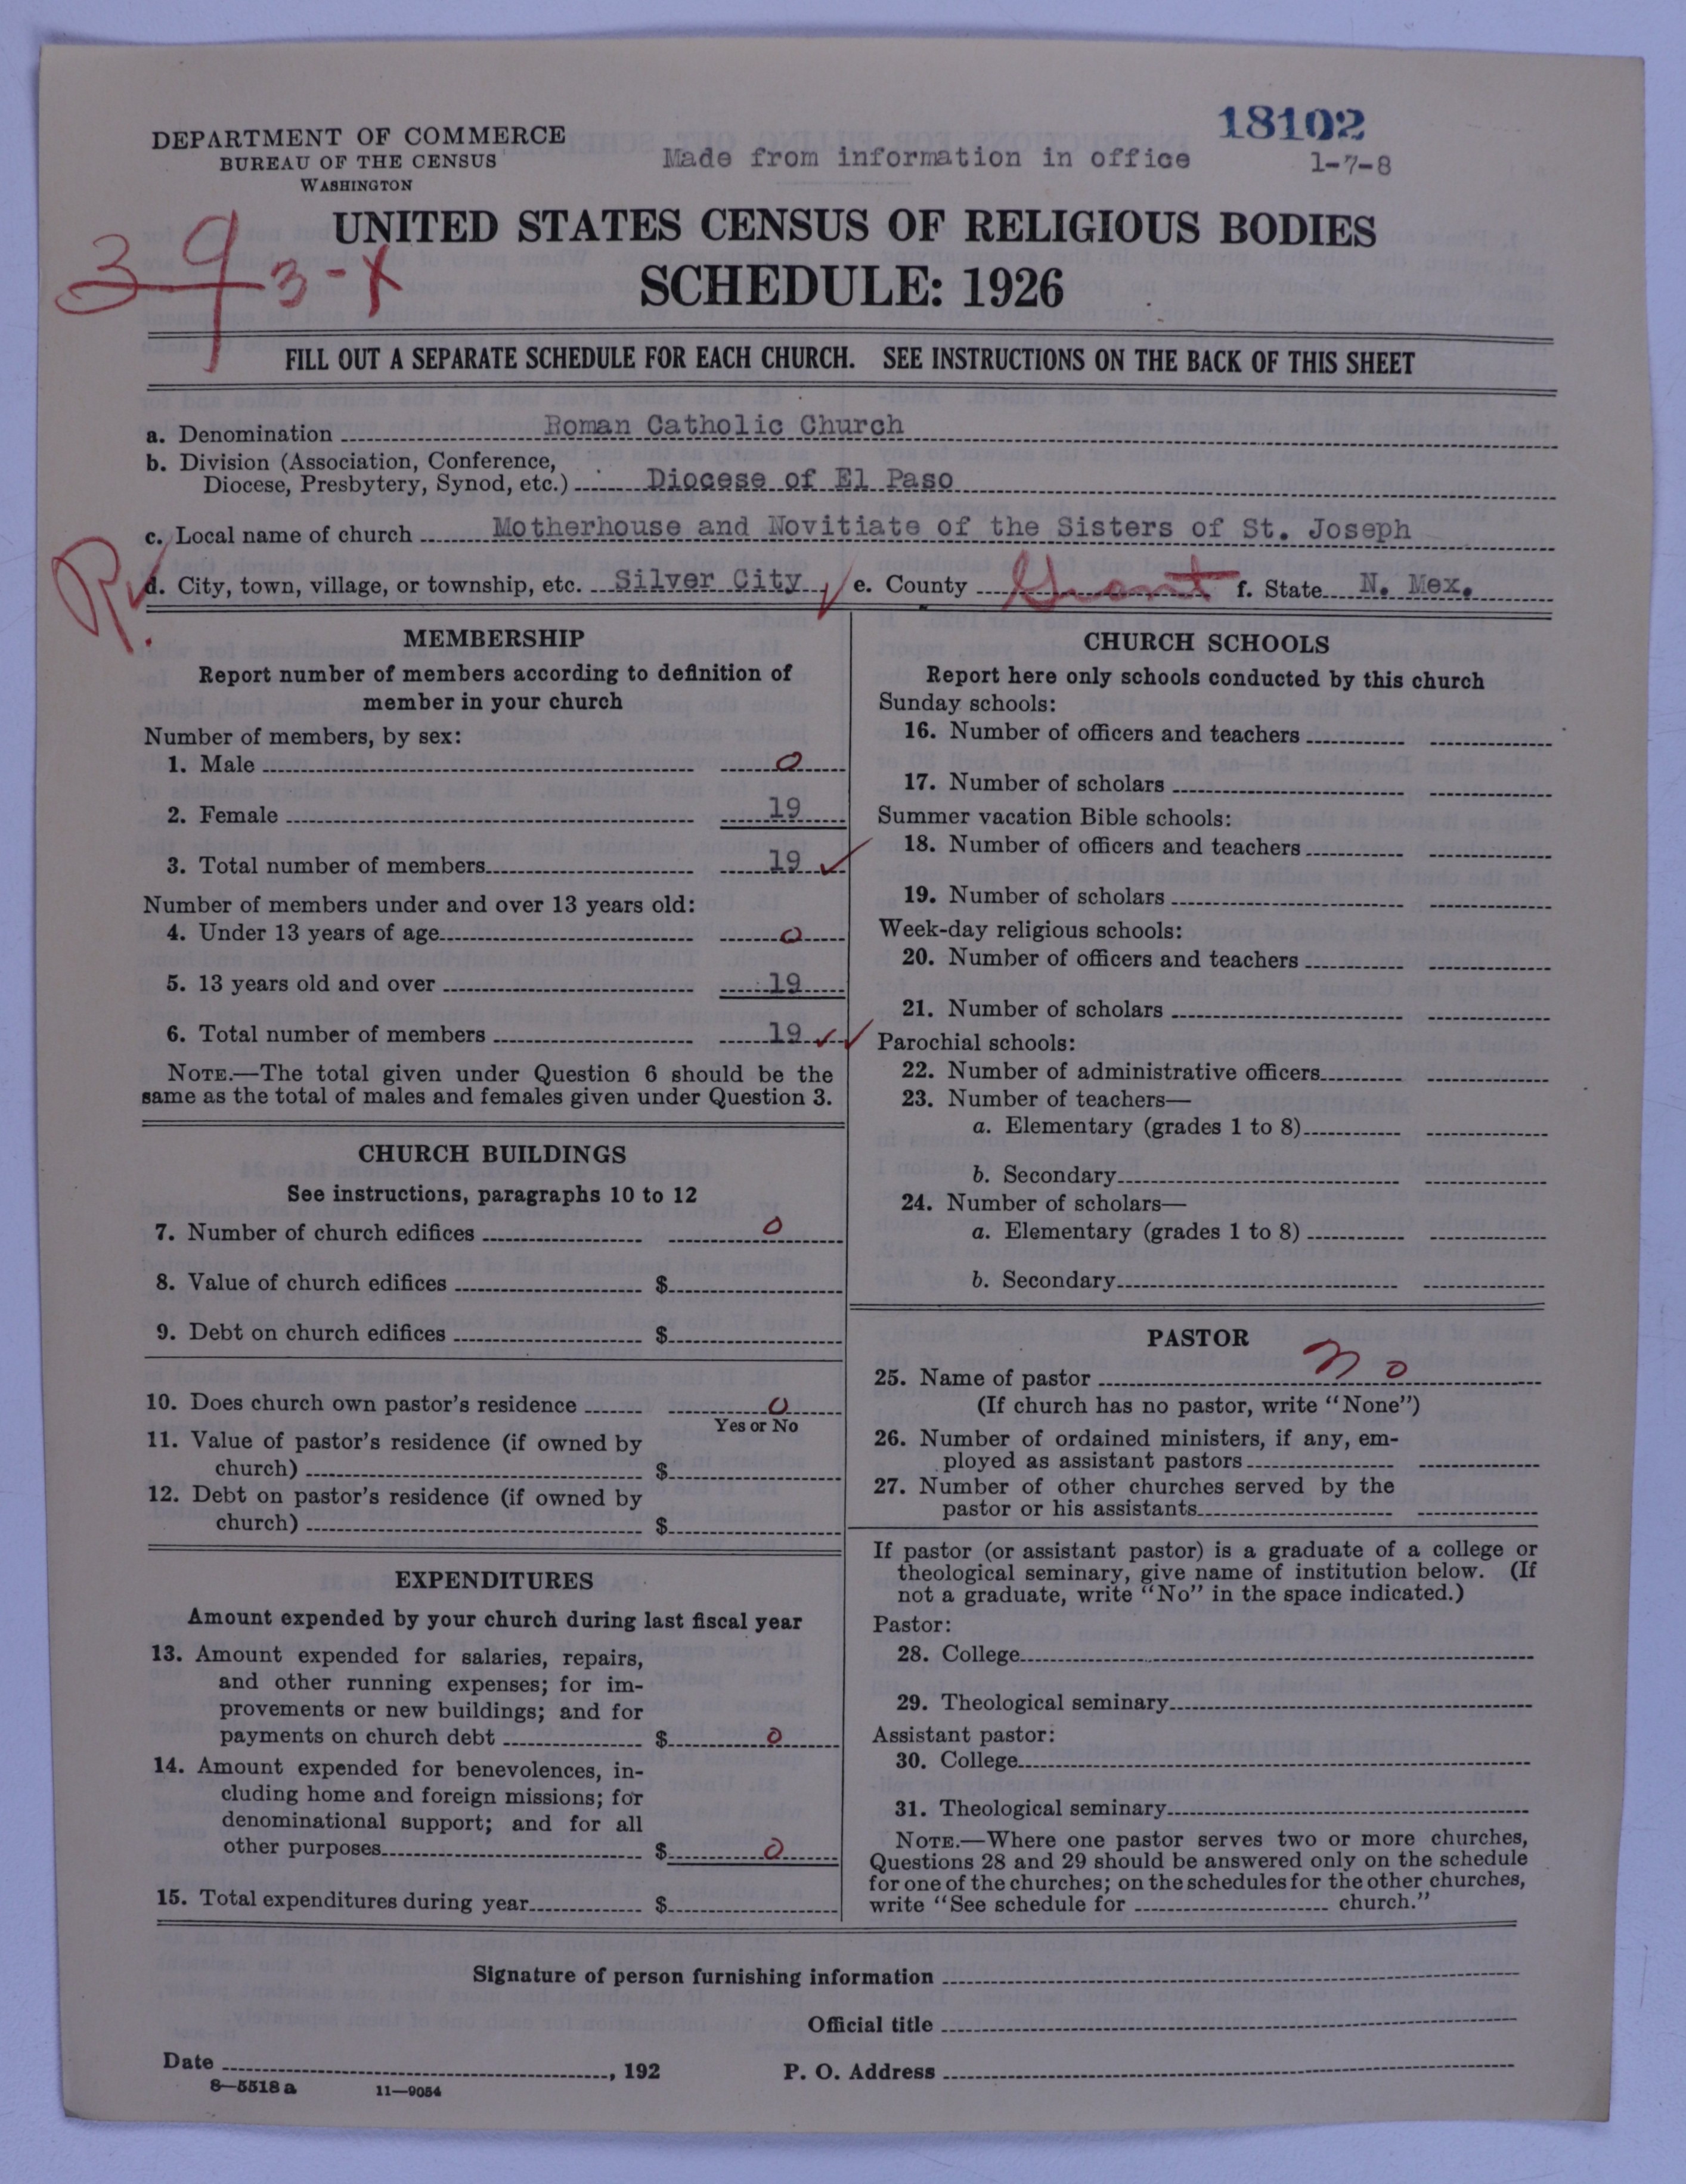 18102
DEPARTMENT OF COMMERCE
BUREAU OF THE CENSUS
WASHINGTON
Made from information in office
1-7-8
UNITED STATES CENSUS OF RELIGIOUS BODIES
SCHEDULE: 1926
3-X
FILL OUT A SEPARATE SCHEDULE FOR EACH CHURCH. SEE INSTRUCTIONS ON THE BACK OF THIS SHEET
a. Denomination Roman Catholic Church
b. Division (Association, Conference,
Diocese, Presbytery, Synod, etc.) Diocese of El Paso
c. Local name of church Motherhouse and Novitiate of the Sisters of St. Joseph
R.
d. City, town, village, or township, etc. Silver City e. County Grant f. State N. Mex.
MEMBERSHIP
Report number of members according to definition of
member in your church
Number of members, by sex:
1. Male 0
2. Female 19
3. Total number of members 19
Number of members under and over 13 years old:
4. Under 13 years of age 0
5. 13 years old and over 19
6. Total number of members 19
NOTE.—The total given under Question 6 should be the
same as the total of males and females given under Question 3.
CHURCH BUILDINGS
See instructions, paragraphs 10 to 12
7. Number of church edifices 0
8. Value of church edifices $
9. Debt on church edifices $
10. Does church own pastor's residence 0
Yes or No
11. Value of pastor's residence (if owned by
church) $
12. Debt on pastor's residence (if owned by
church) $
EXPENDITURES
Amount expended by your church during last fiscal year
13. Amount expended for salaries, repairs,
and other running expenses; for im-
provements or new buildings; and for
payments on church debt $ 0
14. Amount expended for benevolences, in-
cluding home and foreign missions; for
denominational support; and for all
other purposes $ 0
15. Total expenditures during year $
CHURCH SCHOOLS
Report here only schools conducted by this church
Sunday schools:
16. Number of officers and teachers
17. Number of scholars
Summer vacation Bible schools:
18. Number of officers and teachers
19. Number of scholars
Week-day religious schools:
20. Number of officers and teachers
21. Number of scholars
Parochial schools:
22. Number of administrative officers
23. Number of teachers—
a. Elementary (grades 1 to 8)
b. Secondary
24. Number of scholars—
a. Elementary (grades 1 to 8)
b. Secondary
PASTOR
25. Name of pastor No
(If church has no pastor, write "None")
26. Number of ordained ministers, if any, em-
ployed as assistant pastors
27. Number of other churches served by the
pastor or his assistants
If pastor (or assistant pastor) is a graduate of a college or
theological seminary, give name of institution below. (If
not a graduate, write "No" in the space indicated.)
Pastor:
28. College
29. Theological seminary
Assistant pastor:
30. College
31. Theological seminary
NOTE.—Where one pastor serves two or more churches,
Questions 28 and 29 should be answered only on the schedule
for one of the churches; on the schedules for the other churches,
write "See schedule for church."
Signature of person furnishing information
Official title
Date , 192 P. O. Address
8—5518 a 11—9054